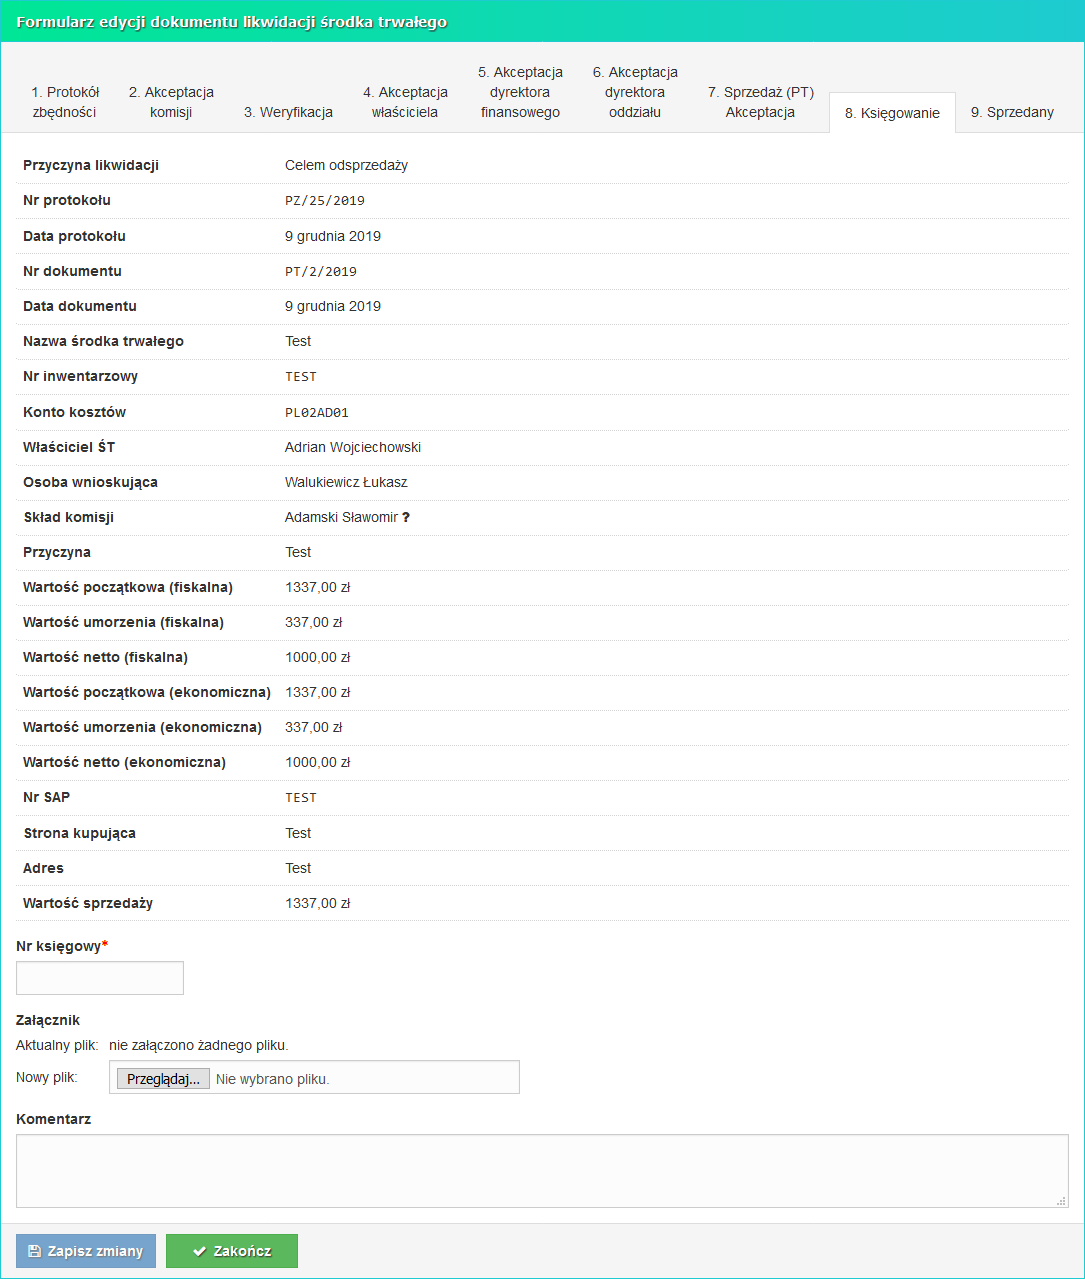 Formularz edycji dokumentu likwidacji środka trwałego
1. Protokół zbędności
2. Akceptacja komisji
3. Weryfikacja
4. Akceptacja właściciela
5. Akceptacja dyrektora finansowego
6. Akceptacja dyrektora oddziału
7. Sprzedaż (PT) Akceptacja
8. Księgowanie
9. Sprzedany
Przyczyna likwidacji Celem odsprzedaży
Nr protokołu PZ/25/2019
Data protokołu 9 grudnia 2019
Nr dokumentu PT/2/2019
Data dokumentu 9 grudnia 2019
Nazwa środka trwałego Test
Nr inwentarzowy TEST
Konto kosztów PL02AD01
Właściciel ŚT Adrian Wojciechowski
Osoba wnioskująca Walukiewicz Łukasz
Skład komisji Adamski Sławomir ?
Przyczyna Test
Wartość początkowa (fiskalna) 1337,00 zł
Wartość umorzenia (fiskalna) 337,00 zł
Wartość netto (fiskalna) 1000,00 zł
Wartość początkowa (ekonomiczna) 1337,00 zł
Wartość umorzenia (ekonomiczna) 337,00 zł
Wartość netto (ekonomiczna) 1000,00 zł
Nr SAP TEST
Strona kupująca Test
Adres Test
Wartość sprzedaży 1337,00 zł
Nr księgowy*
Załącznik
Aktualny plik: nie załączono żadnego pliku.
Nowy plik: Przeglądaj... Nie wybrano pliku.
Komentarz
Zapisz zmiany Zakończ